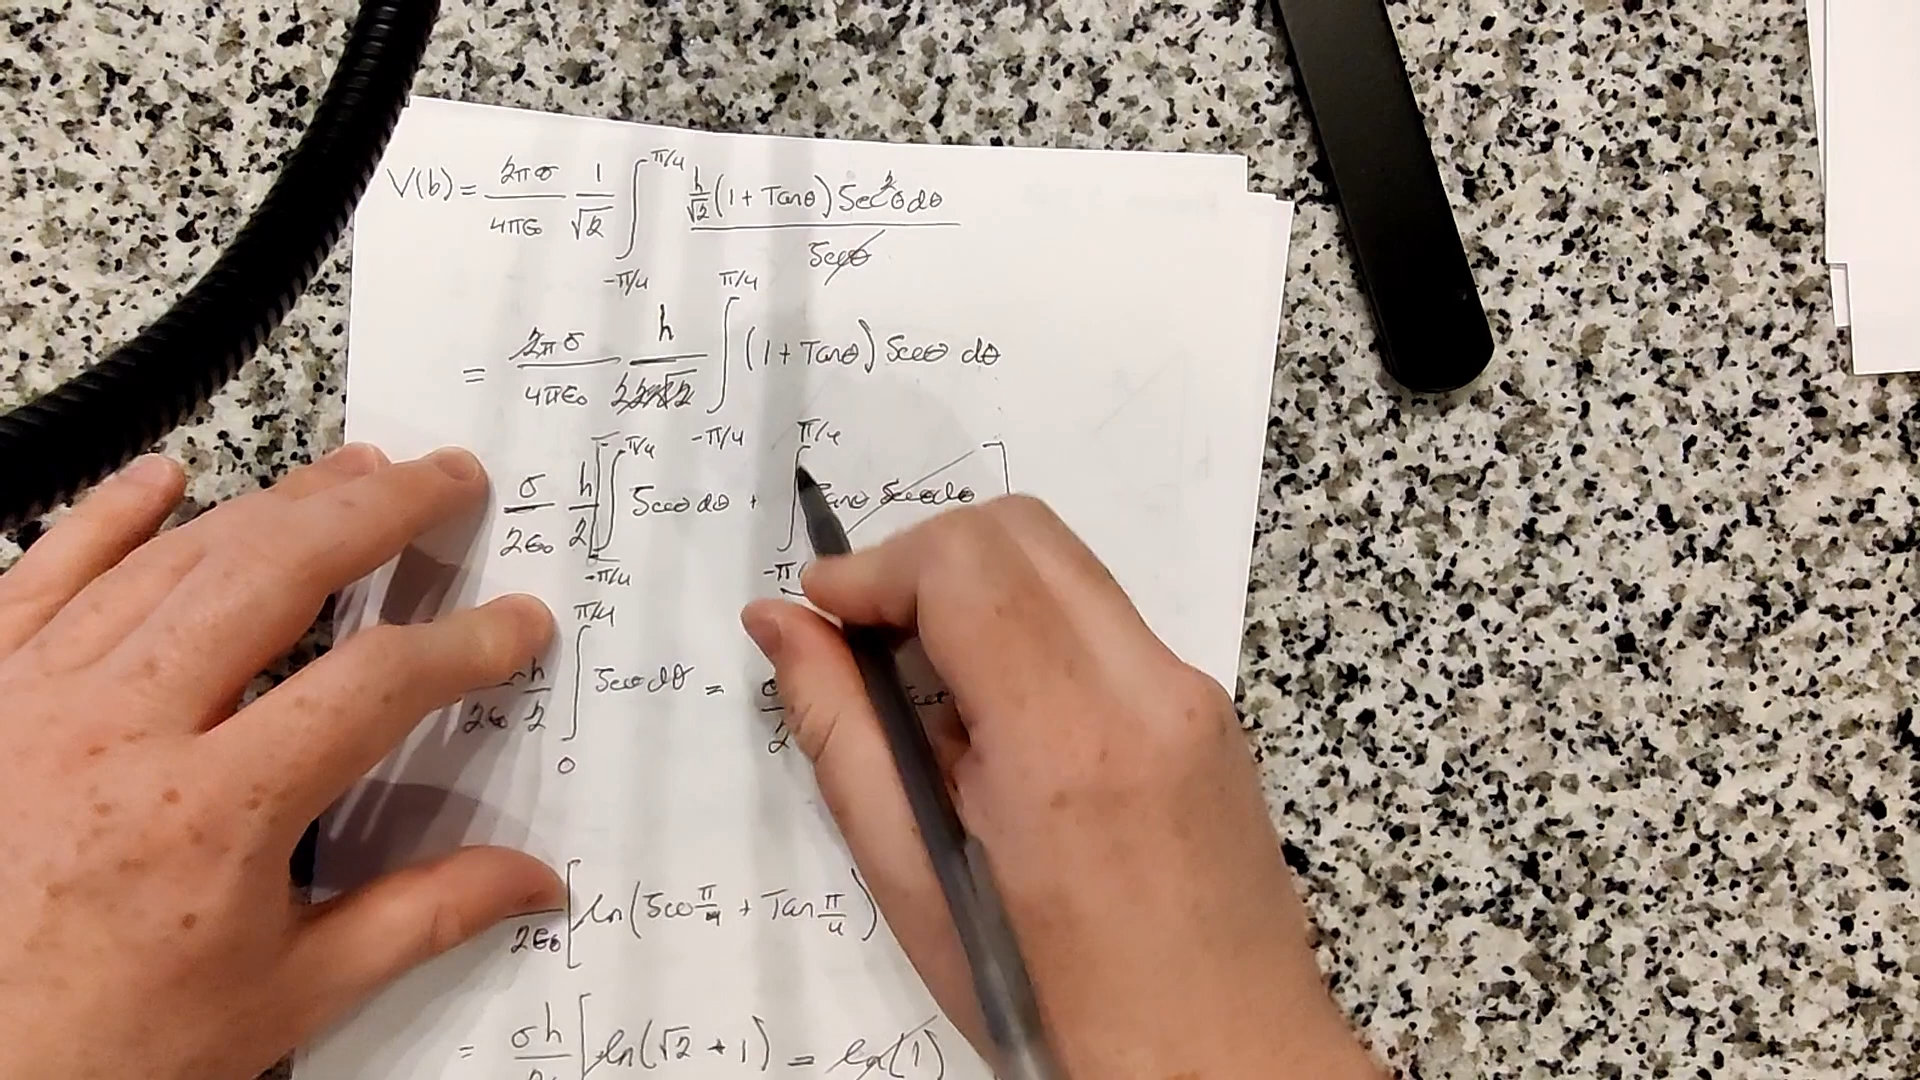 V(b) = 2πσ/4πε₀ 1/√2 ∫_{-π/4}^{π/4} h/√2 (1 + Tanθ) Sec²θ dθ / Secθ
= 2πσ/4πε₀ h/2 ∫_{-π/4}^{π/4} (1 + Tanθ) Secθ dθ
σ/2ε₀ h/2 [∫_{-π/4}^{π/4} Secθ dθ + ∫ ^{π/4} Tanθ Secθ dθ]
h/2 ∫_0^{π/4} Secθ dθ =
2ε₀ [ln(Sec π/4 + Tan π/4)
= σh [ln(√2 + 1) = ln(1)